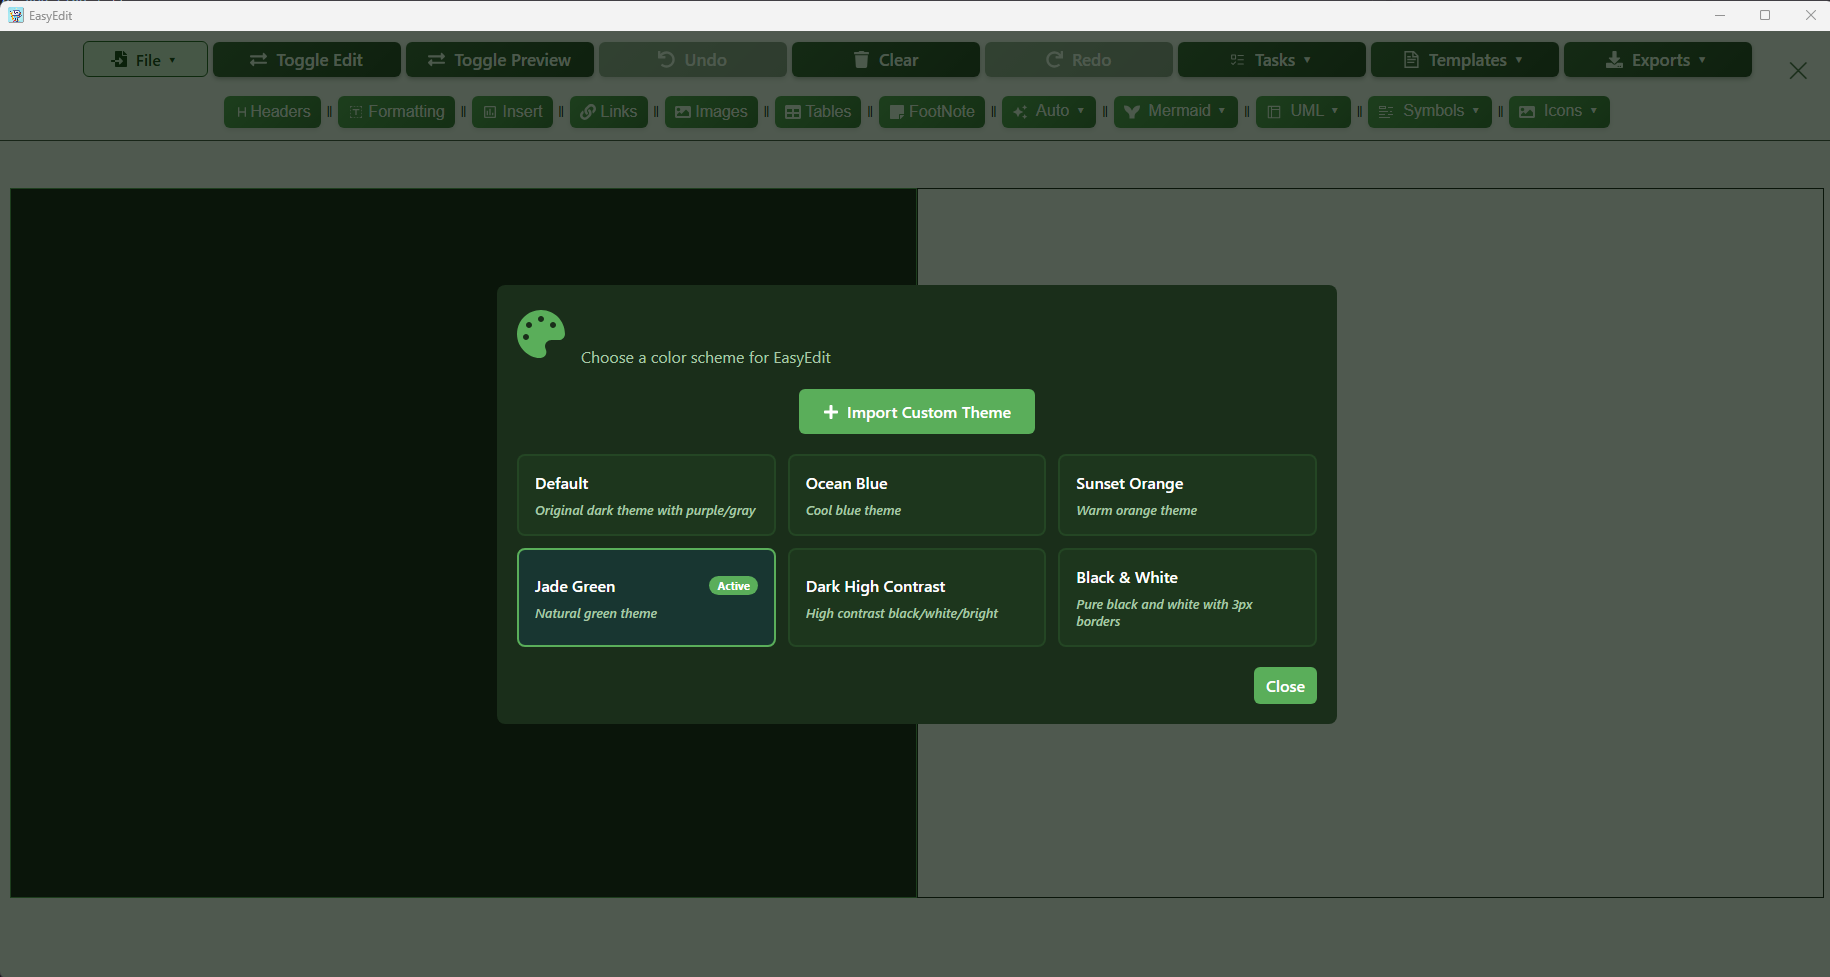 EasyEdit
File
Toggle Edit
Toggle Preview
Undo
Clear
Redo
Tasks
Templates
Exports
Headers
Formatting
Insert
Links
Images
Tables
FootNote
Auto
Mermaid
UML
Symbols
Icons
Choose a color scheme for EasyEdit
Import Custom Theme
Default
Original dark theme with purple/gray
Ocean Blue
Cool blue theme
Sunset Orange
Warm orange theme
Jade Green
Active
Natural green theme
Dark High Contrast
High contrast black/white/bright
Black & White
Pure black and white with 3px
borders
Close